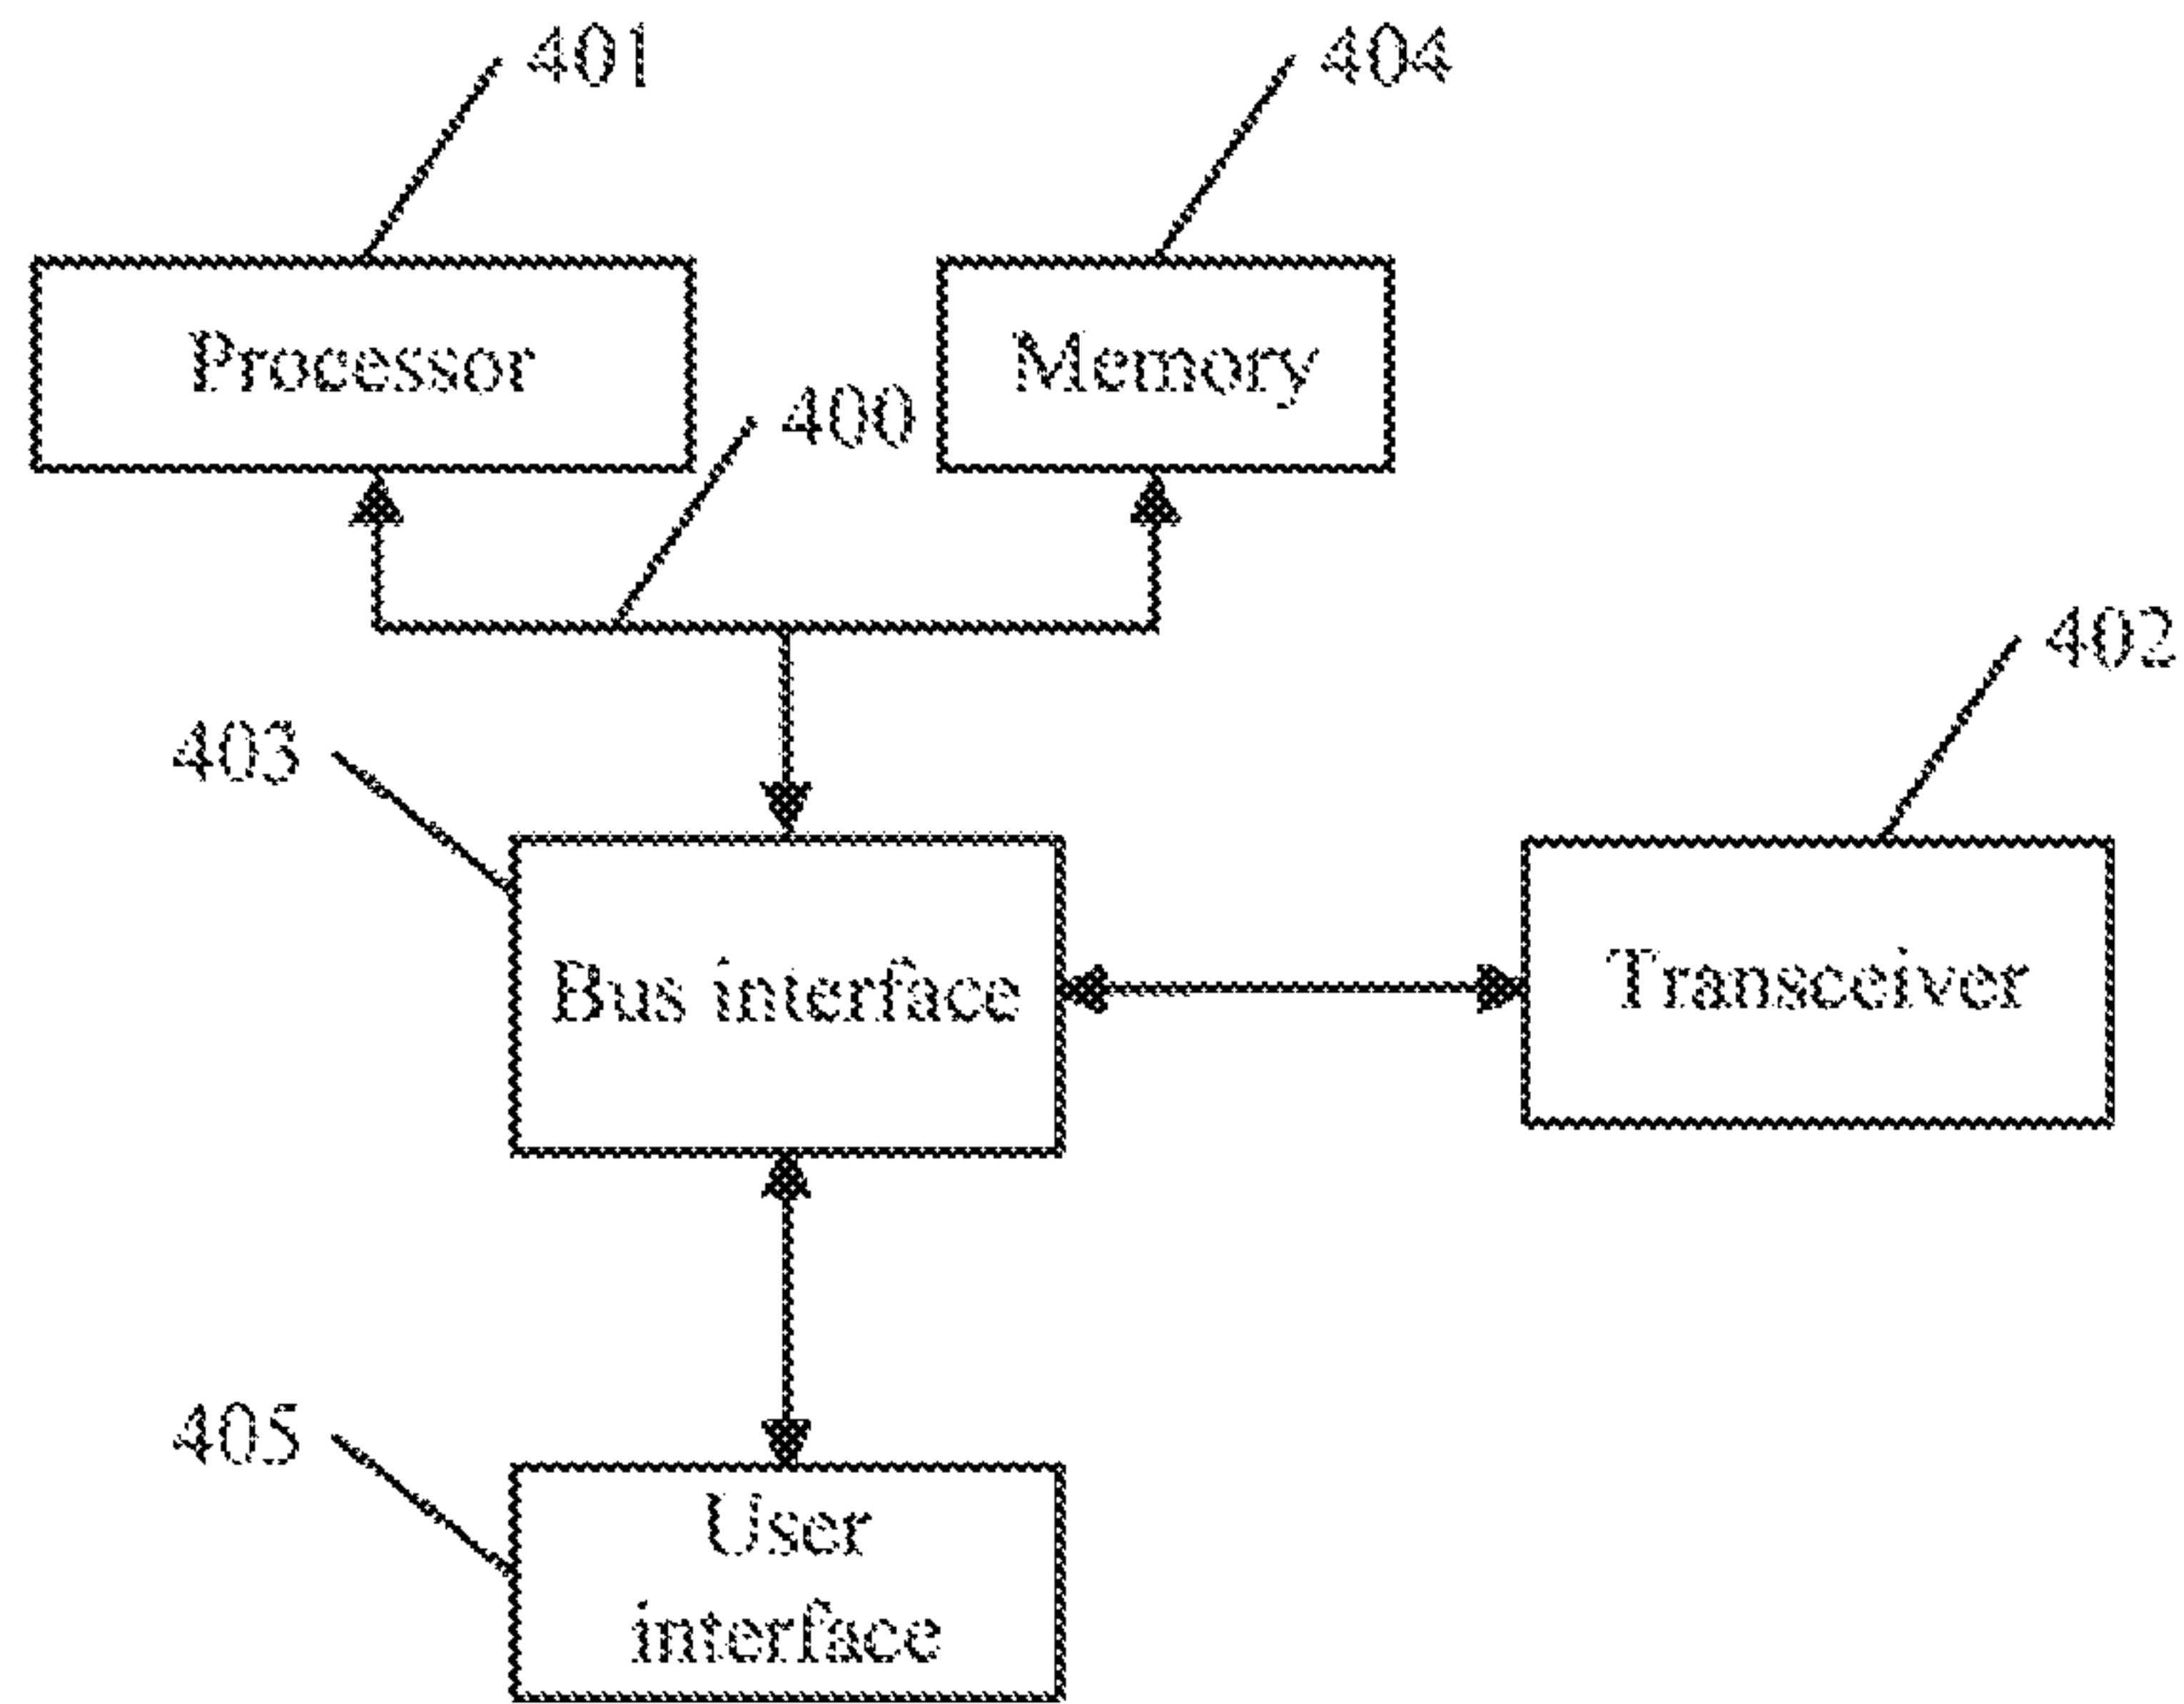 401
404
Processor
Memory
400
402
403
Bus interface
Transceiver
405
User
interface